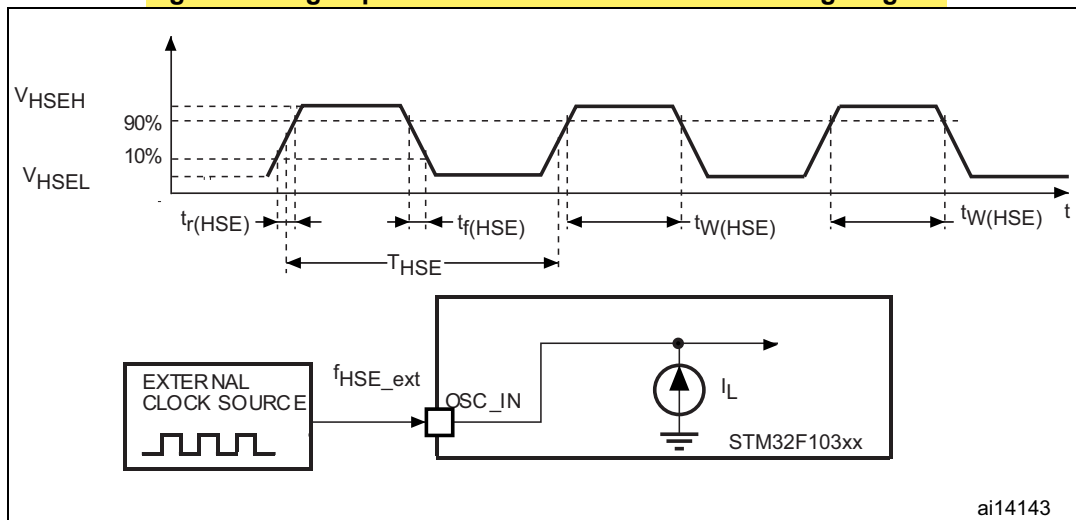 VHSEH
90%
10%
VHSEL
tr(HSE)
tf(HSE)
tW(HSE)
tW(HSE)
t
THSE
EXTERNAL
CLOCK SOURCE
fHSE_ext
OSC_IN
IL
STM32F103xx
ai14143